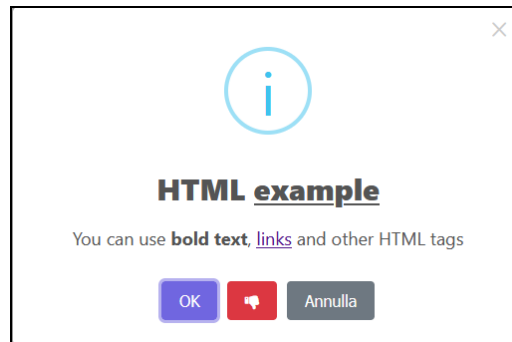 HTML example
You can use bold text, links and other HTML tags
OK
Annulla